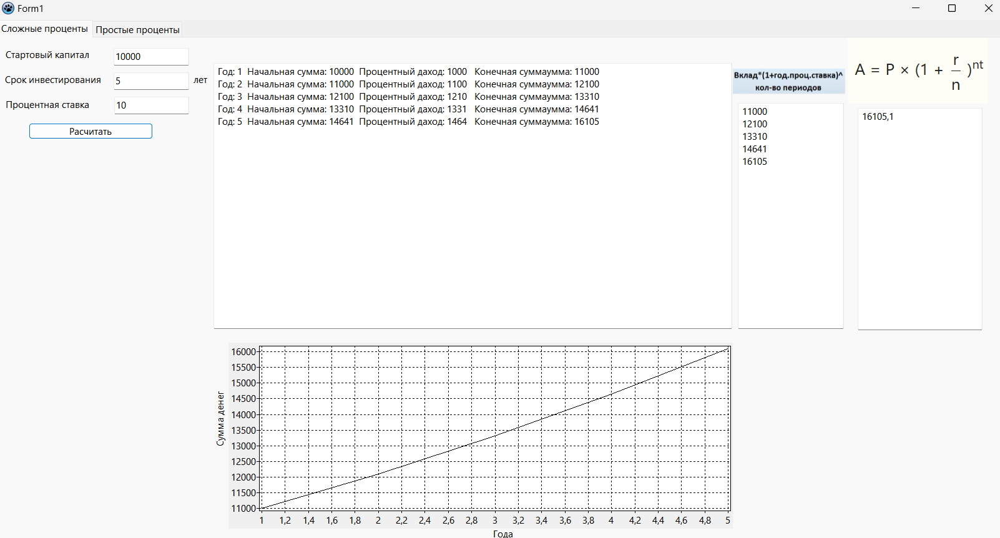 Form1
Сложные проценты
Простые проценты
Стартовый капитал
10000
Срок инвестирования
5
лет
Процентная ставка
10
Расчитать
Год: 1 Начальная сумма: 10000 Процентный доход: 1000 Конечная суммаумма: 11000
Год: 2 Начальная сумма: 11000 Процентный доход: 1100 Конечная суммаумма: 12100
Год: 3 Начальная сумма: 12100 Процентный доход: 1210 Конечная суммаумма: 13310
Год: 4 Начальная сумма: 13310 Процентный доход: 1331 Конечная суммаумма: 14641
Год: 5 Начальная сумма: 14641 Процентный доход: 1464 Конечная суммаумма: 16105
Вклад*(1+год.проц.ставка)^
кол-во периодов
11000
12100
13310
14641
16105
A = P × (1 + r/n)^nt
16105,1
Сумма денег
16000
15500
15000
14500
14000
13500
13000
12500
12000
11500
11000
1 1,2 1,4 1,6 1,8 2 2,2 2,4 2,6 2,8 3 3,2 3,4 3,6 3,8 4 4,2 4,4 4,6 4,8 5
Года